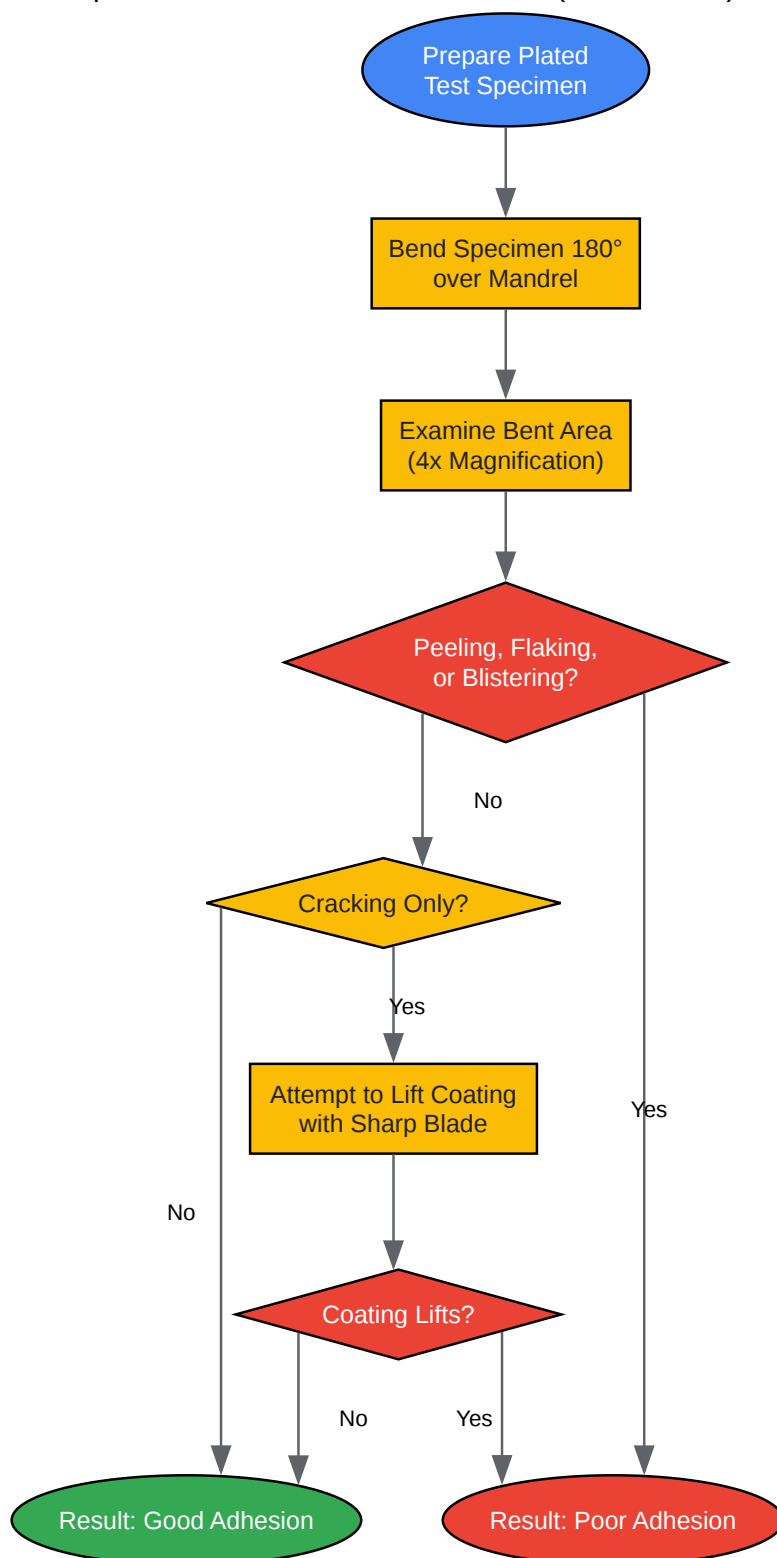 Prepare Plated
Test Specimen
Bend Specimen 180°
over Mandrel
Examine Bent Area
(4x Magnification)
Peeling, Flaking,
or Blistering?
No
Cracking Only?
Yes
Attempt to Lift Coating
with Sharp Blade
Yes
No
Coating Lifts?
No
Yes
Result: Good Adhesion
Result: Poor Adhesion